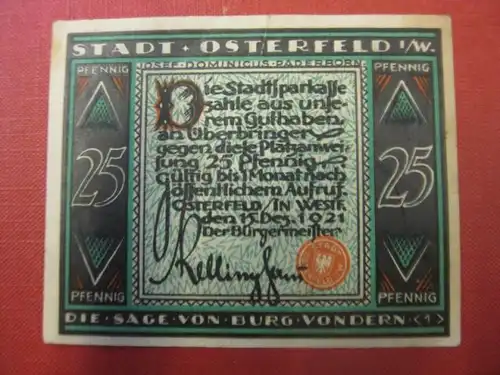 STADT · OSTERFELD I/W.
JOSEF·DOMINICUS·PADERBORN
PFENNIG
PFENNIG
Die Stadtsparkasse
zahle aus unse-
rem Guthaben
an Überbringer
gegen diese Platzanwei-
sung 25 Pfennig,
gültig bis 1 Monat nach
öffentlichem Aufruf.
OSTERFELD / IN WESTF.
den 15. Dez. 1921
Der Bürgermeister
25
25
PFENNIG
PFENNIG
DIE · SAGE · VON · BURG · VONDERN · <1>